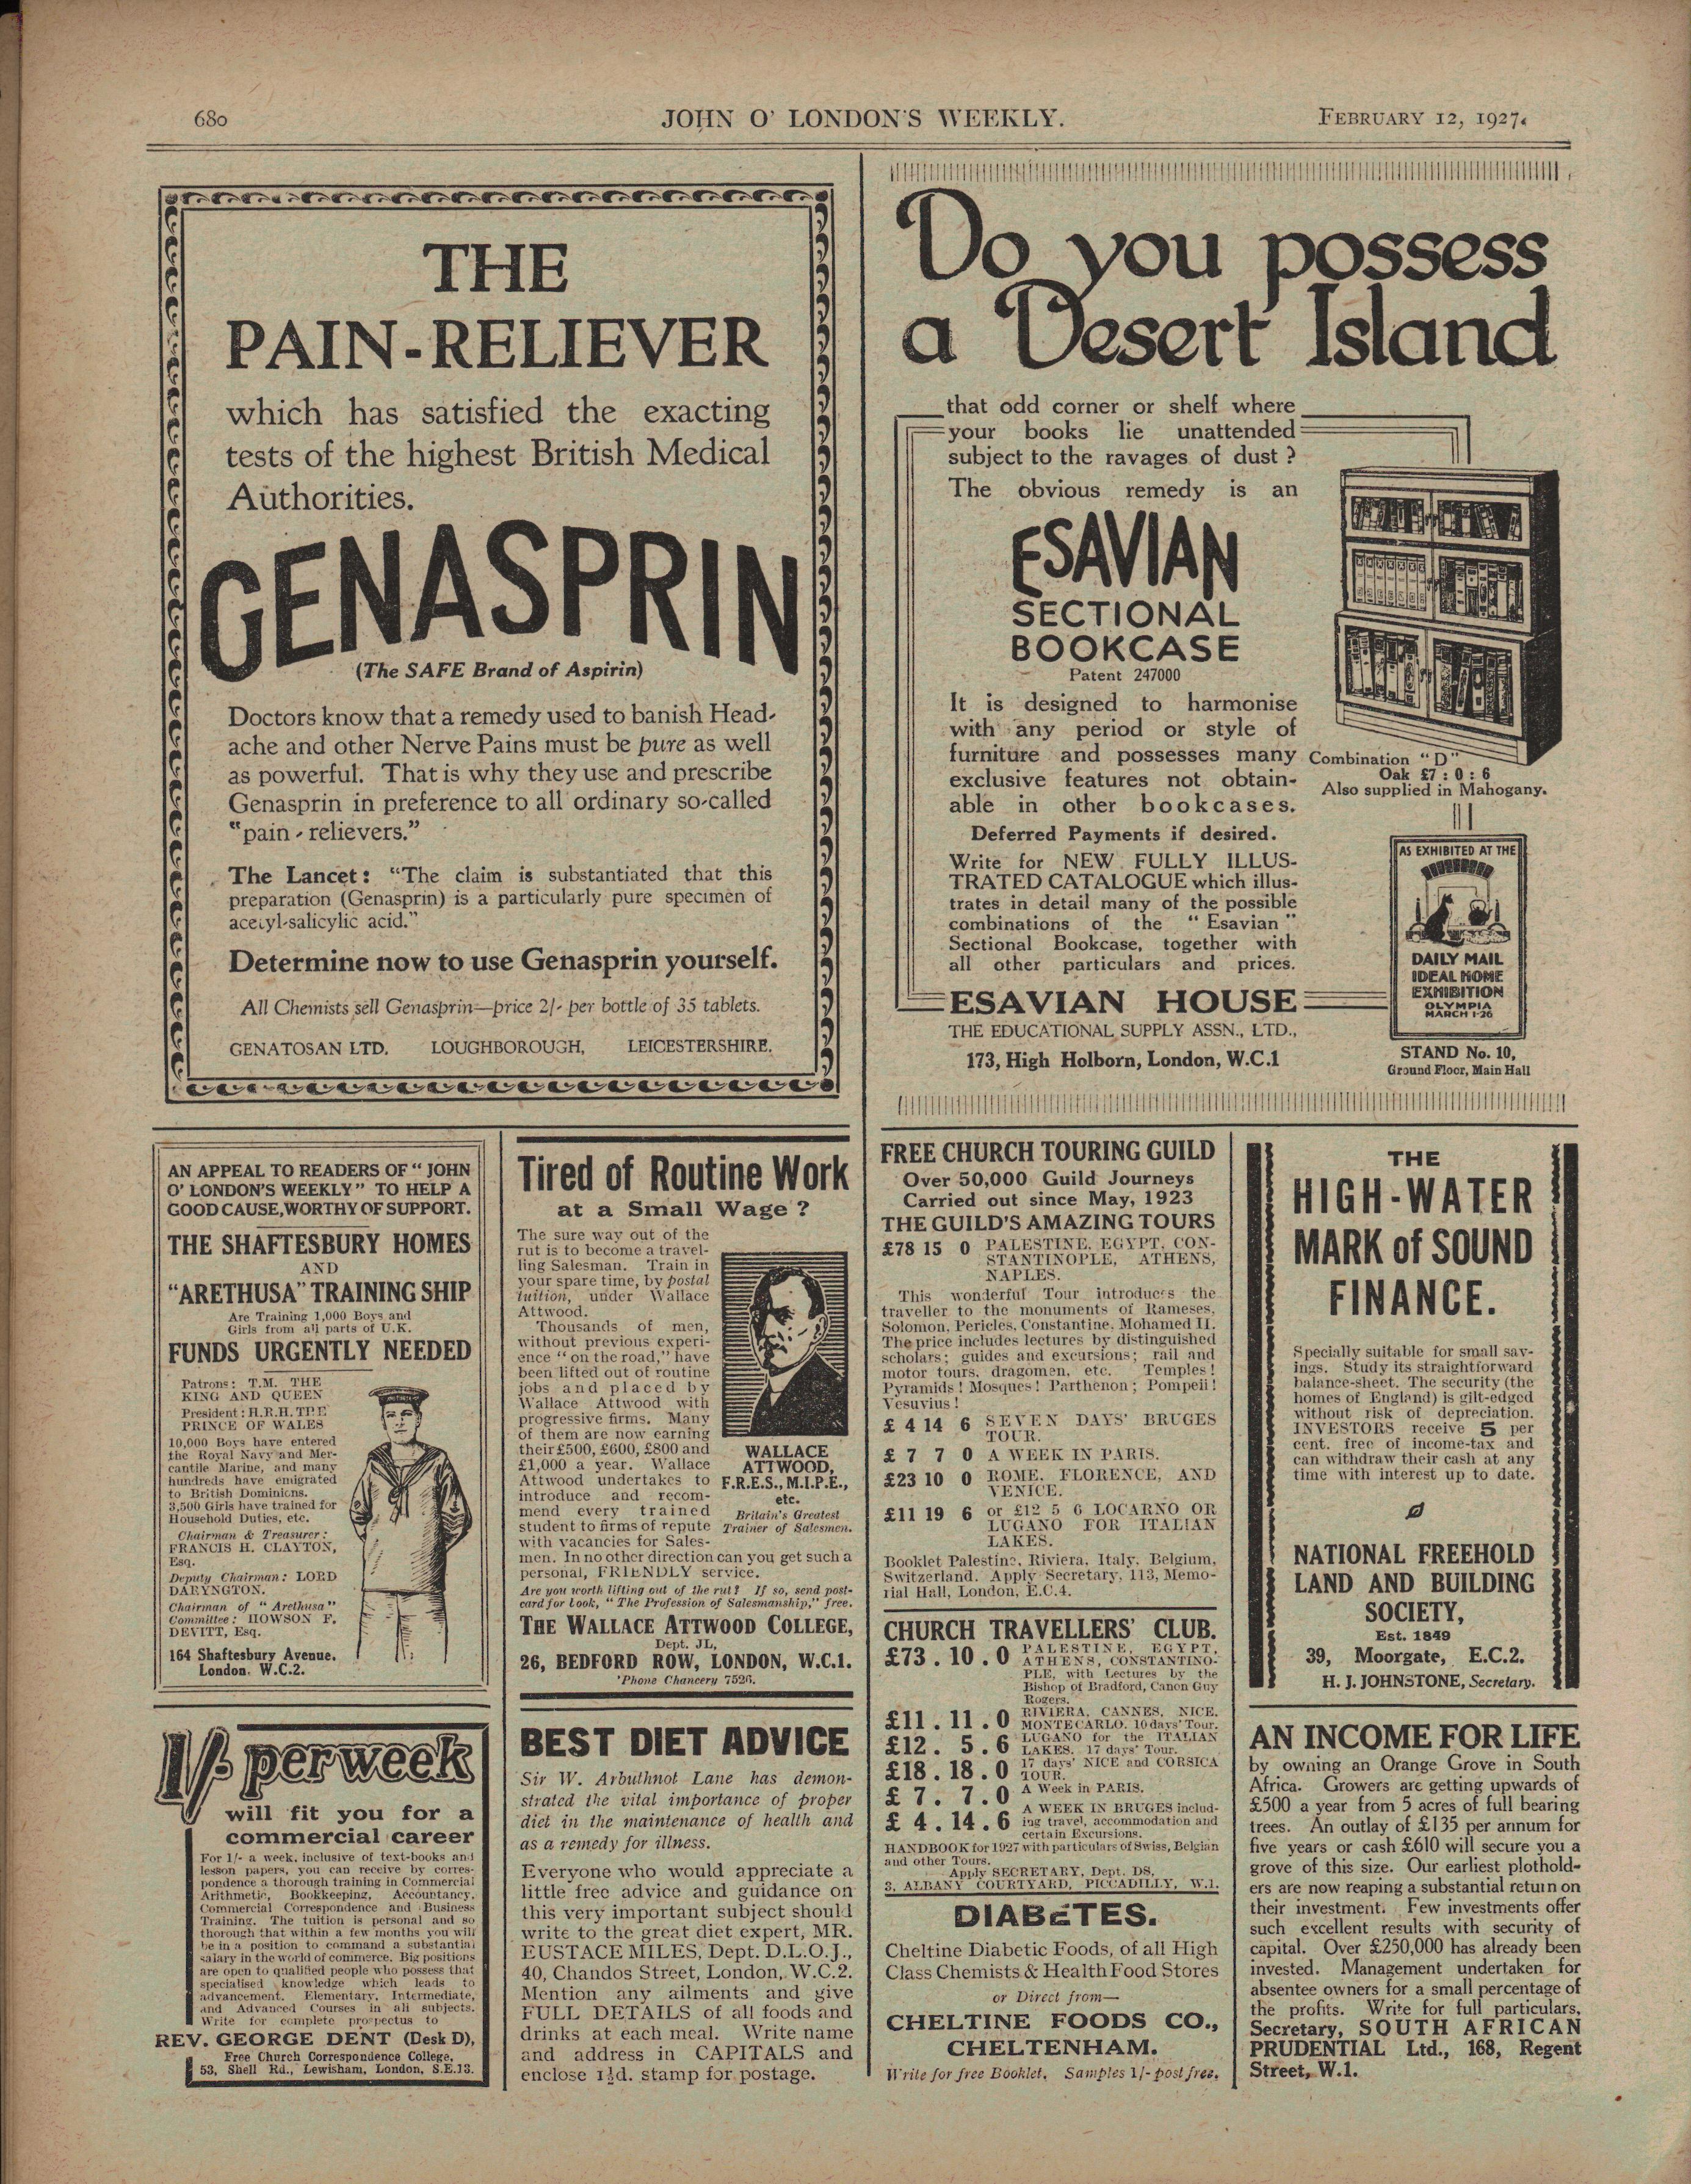 680
JOHN O' LONDON'S WEEKLY.
FEBRUARY 12, 1927.
THE
PAIN-RELIEVER
which has satisfied the exacting
tests of the highest British Medical
Authorities.
GENASPRIN
(The SAFE Brand of Aspirin)
Doctors know that a remedy used to banish Head-
ache and other Nerve Pains must be pure as well
as powerful. That is why they use and prescribe
Genasprin in preference to all ordinary so-called
"pain-relievers."
The Lancet: "The claim is substantiated that this
preparation (Genasprin) is a particularly pure specimen of
acetyl-salicylic acid."
Determine now to use Genasprin yourself.
All Chemists sell Genasprin—price 2/- per bottle of 35 tablets.
GENATOSAN LTD. LOUGHBOROUGH, LEICESTERSHIRE.
Do you possess
a Desert Island
that odd corner or shelf where
your books lie unattended
subject to the ravages of dust?
The obvious remedy is an
ESAVIAN
SECTIONAL
BOOKCASE
Patent 247000
It is designed to harmonise
with any period or style of
furniture and possesses many
exclusive features not obtain-
able in other bookcases.
Deferred Payments if desired.
Write for NEW FULLY ILLUS-
TRATED CATALOGUE which illus-
trates in detail many of the possible
combinations of the "Esavian"
Sectional Bookcase, together with
all other particulars and prices.
ESAVIAN HOUSE
THE EDUCATIONAL SUPPLY ASSN., LTD.,
173, High Holborn, London, W.C.1
Combination "D"
Oak £7 : 0 : 6
Also supplied in Mahogany.
AS EXHIBITED AT THE
DAILY MAIL
IDEAL HOME
EXHIBITION
OLYMPIA
MARCH 1-26
STAND No. 10,
Ground Floor, Main Hall
AN APPEAL TO READERS OF "JOHN
O' LONDON'S WEEKLY" TO HELP A
GOOD CAUSE, WORTHY OF SUPPORT.
THE SHAFTESBURY HOMES
AND
"ARETHUSA" TRAINING SHIP
Are Training 1,000 Boys and
Girls from all parts of U.K.
FUNDS URGENTLY NEEDED
Patrons: T.M. THE
KING AND QUEEN
President: H.R.H. THE
PRINCE OF WALES
10,000 Boys have entered
the Royal Navy and Mer-
cantile Marine, and many
hundreds have emigrated
to British Dominions.
3,500 Girls have trained for
Household Duties, etc.
Chairman & Treasurer:
FRANCIS H. CLAYTON,
Esq.
Deputy Chairman: LORD
DARYNGTON.
Chairman of "Arethusa"
Committee: HOWSON F.
DEVITT, Esq.
164 Shaftesbury Avenue,
London. W.C.2.
1/- per week
will fit you for a
commercial career
For 1/- a week, inclusive of text-books and
lesson papers, you can receive by corres-
pondence a thorough training in Commercial
Arithmetic, Bookkeeping, Accountancy,
Commercial Correspondence and Business
Training. The tuition is personal and so
thorough that within a few months you will
be in a position to command a substantial
salary in the world of commerce. Big positions
are open to qualified people who possess that
specialised knowledge which leads to
advancement. Elementary, Intermediate,
and Advanced Courses in all subjects.
Write for complete prospectus to
REV. GEORGE DENT (Desk D),
Free Church Correspondence College,
53, Shell Rd., Lewisham, London, S.E.13.
Tired of Routine Work
at a Small Wage?
The sure way out of the
rut is to become a travel-
ling Salesman. Train in
your spare time, by postal
tuition, under Wallace
Attwood.
Thousands of men,
without previous experi-
ence "on the road," have
been lifted out of routine
jobs and placed by
Wallace Attwood with
progressive firms. Many
of them are now earning
their £500, £600, £800 and
£1,000 a year. Wallace
Attwood undertakes to
introduce and recom-
mend every trained
student to firms of repute
with vacancies for Sales-
men. In no other direction can you get such a
personal, FRIENDLY service.
WALLACE
ATTWOOD,
F.R.E.S., M.I.P.E.,
etc.
Britain's Greatest
Trainer of Salesmen.
Are you worth lifting out of the rut? If so, send post-
card for book, "The Profession of Salesmanship," free.
THE WALLACE ATTWOOD COLLEGE,
Dept. JL,
26, BEDFORD ROW, LONDON, W.C.1.
'Phone Chancery 7526.
BEST DIET ADVICE
Sir W. Arbuthnot Lane has demon-
strated the vital importance of proper
diet in the maintenance of health and
as a remedy for illness.
Everyone who would appreciate a
little free advice and guidance on
this very important subject should
write to the great diet expert, MR.
EUSTACE MILES, Dept. D.L.O.J.,
40, Chandos Street, London, W.C.2.
Mention any ailments and give
FULL DETAILS of all foods and
drinks at each meal. Write name
and address in CAPITALS and
enclose 1½d. stamp for postage.
FREE CHURCH TOURING GUILD
Over 50,000 Guild Journeys
Carried out since May, 1923
THE GUILD'S AMAZING TOURS
£78 15 0 PALESTINE, EGYPT, CON-
STANTINOPLE, ATHENS,
NAPLES.
This wonderful Tour introduces the
traveller to the monuments of Rameses,
Solomon, Pericles, Constantine, Mohamed II.
The price includes lectures by distinguished
scholars; guides and excursions; rail and
motor tours, dragomen, etc. Temples!
Pyramids! Mosques! Parthenon; Pompeii!
Vesuvius!
£4 14 6 SEVEN DAYS' BRUGES
TOUR.
£7 7 0 A WEEK IN PARIS.
£23 10 0 ROME, FLORENCE, AND
VENICE.
£11 19 6 or £12 5 6 LOCARNO OR
LUGANO FOR ITALIAN
LAKES.
Booklet Palestine, Riviera, Italy, Belgium,
Switzerland. Apply Secretary, 113, Memo-
rial Hall, London, E.C.4.
CHURCH TRAVELLERS' CLUB.
£73.10.0 PALESTINE, EGYPT,
ATHENS, CONSTANTINO-
PLE, with Lectures by the
Bishop of Bradford, Canon Guy
Rogers.
£11.11.0 RIVIERA, CANNES, NICE,
MONTECARLO. 10 days' Tour.
£12. 5.6 LUGANO for the ITALIAN
LAKES. 17 days' Tour.
£18.18.0 17 days' NICE and CORSICA
TOUR.
£ 7. 7.0 A Week in PARIS.
£ 4.14.6 A WEEK IN BRUGES includ-
ing travel, accommodation and
certain Excursions.
HANDBOOK for 1927 with particulars of Swiss, Belgian
and other Tours.
Apply SECRETARY, Dept. DS,
3, ALBANY COURTYARD, PICCADILLY, W.1.
DIABETES.
Cheltine Diabetic Foods, of all High
Class Chemists & Health Food Stores
or Direct from—
CHELTINE FOODS CO.,
CHELTENHAM.
Write for free Booklet. Samples 1/- post free.
THE
HIGH-WATER
MARK of SOUND
FINANCE.
Specially suitable for small sav-
ings. Study its straightforward
balance-sheet. The security (the
homes of England) is gilt-edged
without risk of depreciation.
INVESTORS receive 5 per
cent. free of income-tax and
can withdraw their cash at any
time with interest up to date.
NATIONAL FREEHOLD
LAND AND BUILDING
SOCIETY,
Est. 1849
39, Moorgate, E.C.2.
H. J. JOHNSTONE, Secretary.
AN INCOME FOR LIFE
by owning an Orange Grove in South
Africa. Growers are getting upwards of
£500 a year from 5 acres of full bearing
trees. An outlay of £135 per annum for
five years or cash £610 will secure you a
grove of this size. Our earliest plothold-
ers are now reaping a substantial return on
their investment. Few investments offer
such excellent results with security of
capital. Over £250,000 has already been
invested. Management undertaken for
absentee owners for a small percentage of
the profits. Write for full particulars,
Secretary, SOUTH AFRICAN
PRUDENTIAL Ltd., 168, Regent
Street, W.1.